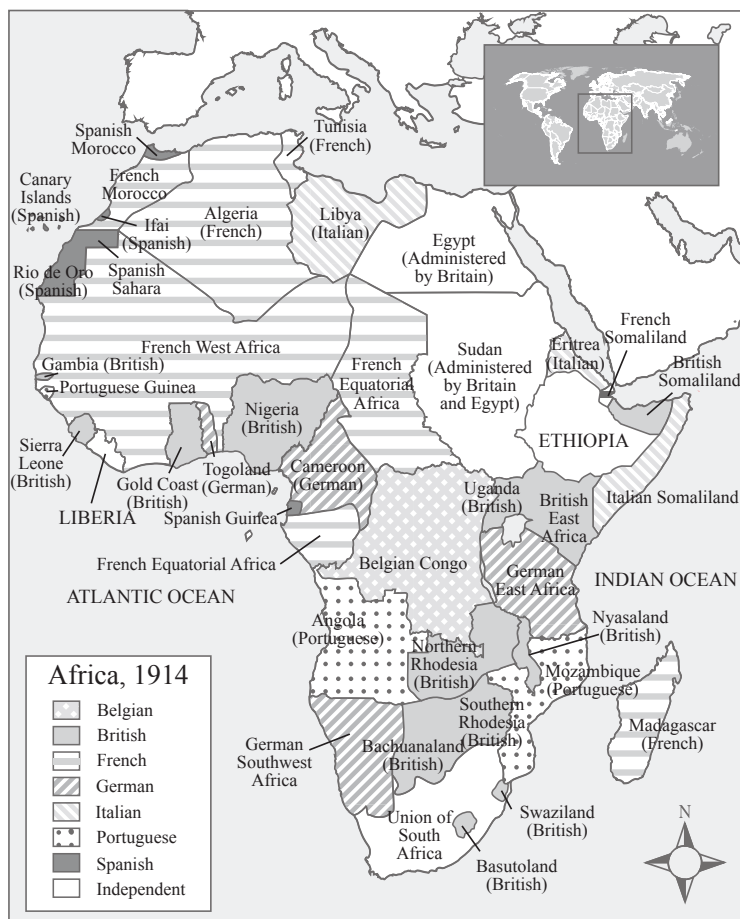 Spanish
Morocco
Tunisia
(French)
French
Morocco
Canary
Islands
(Spanish)
Ifai
(Spanish)
Algeria
(French)
Libya
(Italian)
Egypt
(Administered
by Britain)
Rio de Oro
(Spanish)
Spanish
Sahara
French West Africa
Gambia (British)
Portuguese Guinea
French
Equatorial
Africa
Sudan
(Administered
by Britain
and Egypt)
Eritrea
(Italian)
French
Somaliland
British
Somaliland
Nigeria
(British)
ETHIOPIA
Sierra
Leone
(British)
LIBERIA
Gold Coast
(British)
Togoland
(German)
Cameroon
(German)
Spanish Guinea
Uganda
(British)
British
East
Africa
Italian Somaliland
French Equatorial Africa
Belgian Congo
German
East Africa
ATLANTIC OCEAN
INDIAN OCEAN
Angola
(Portuguese)
Nyasaland
(British)
Northern
Rhodesia
(British)
Mozambique
(Portuguese)
Southern
Rhodesia
(British)
Madagascar
(French)
German
Southwest
Africa
Bachuanaland
(British)
Union of
South
Africa
Swaziland
(British)
Basutoland
(British)
N
Africa, 1914
Belgian
British
French
German
Italian
Portuguese
Spanish
Independent